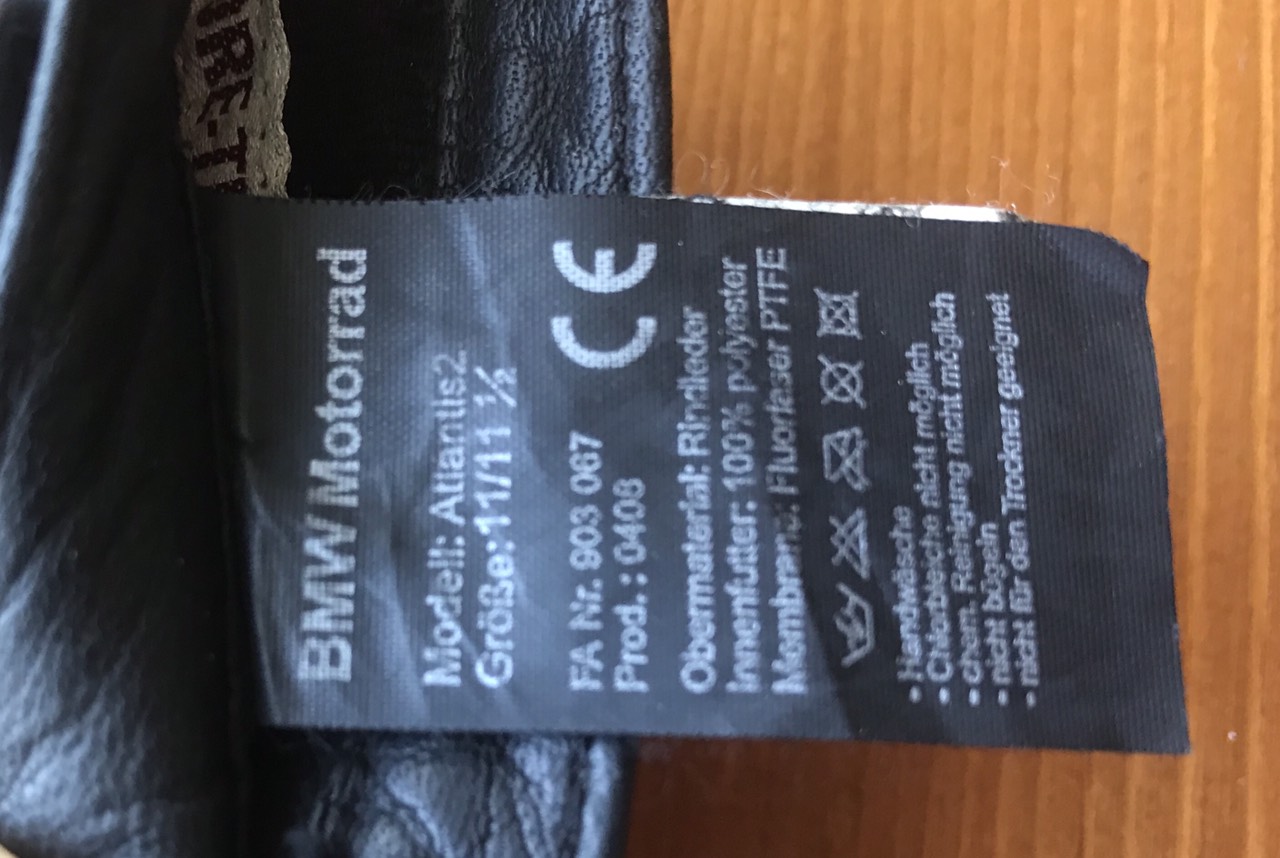 GORE-T
BMW Motorrad
Modell: Atlantis2
Größe:11/11 ½
FA Nr. 903 067
Prod.: 0408
CE
Obermaterial: Rindleder
Innenfutter: 100% polyester
Membrane: Fluorfaser PTFE
• Handwäsche
• Chlorbleiche nicht möglich
• chem. Reinigung nicht möglich
• nicht bügeln
• nicht für den Trockner geeignet